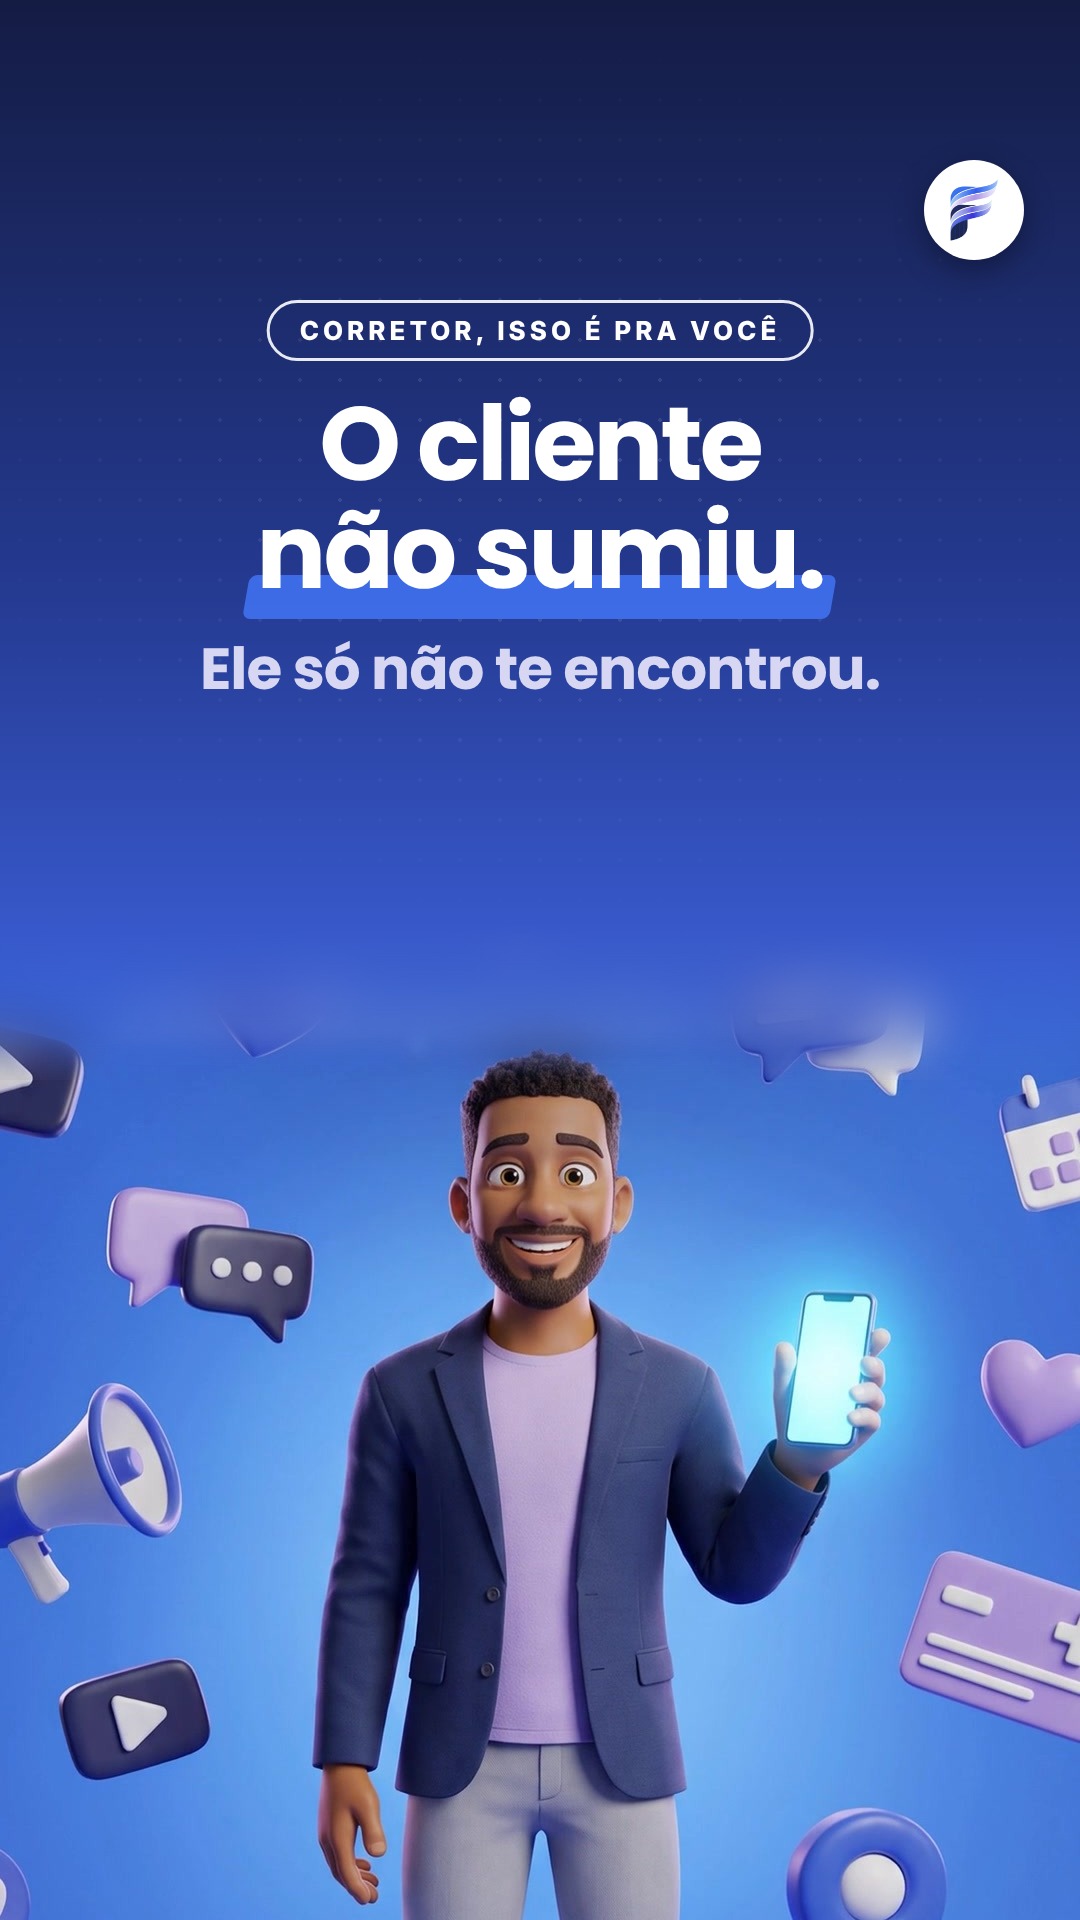 CORRETOR, ISSO É PRA VOCÊ
O cliente
não sumiu.
Ele só não te encontrou.